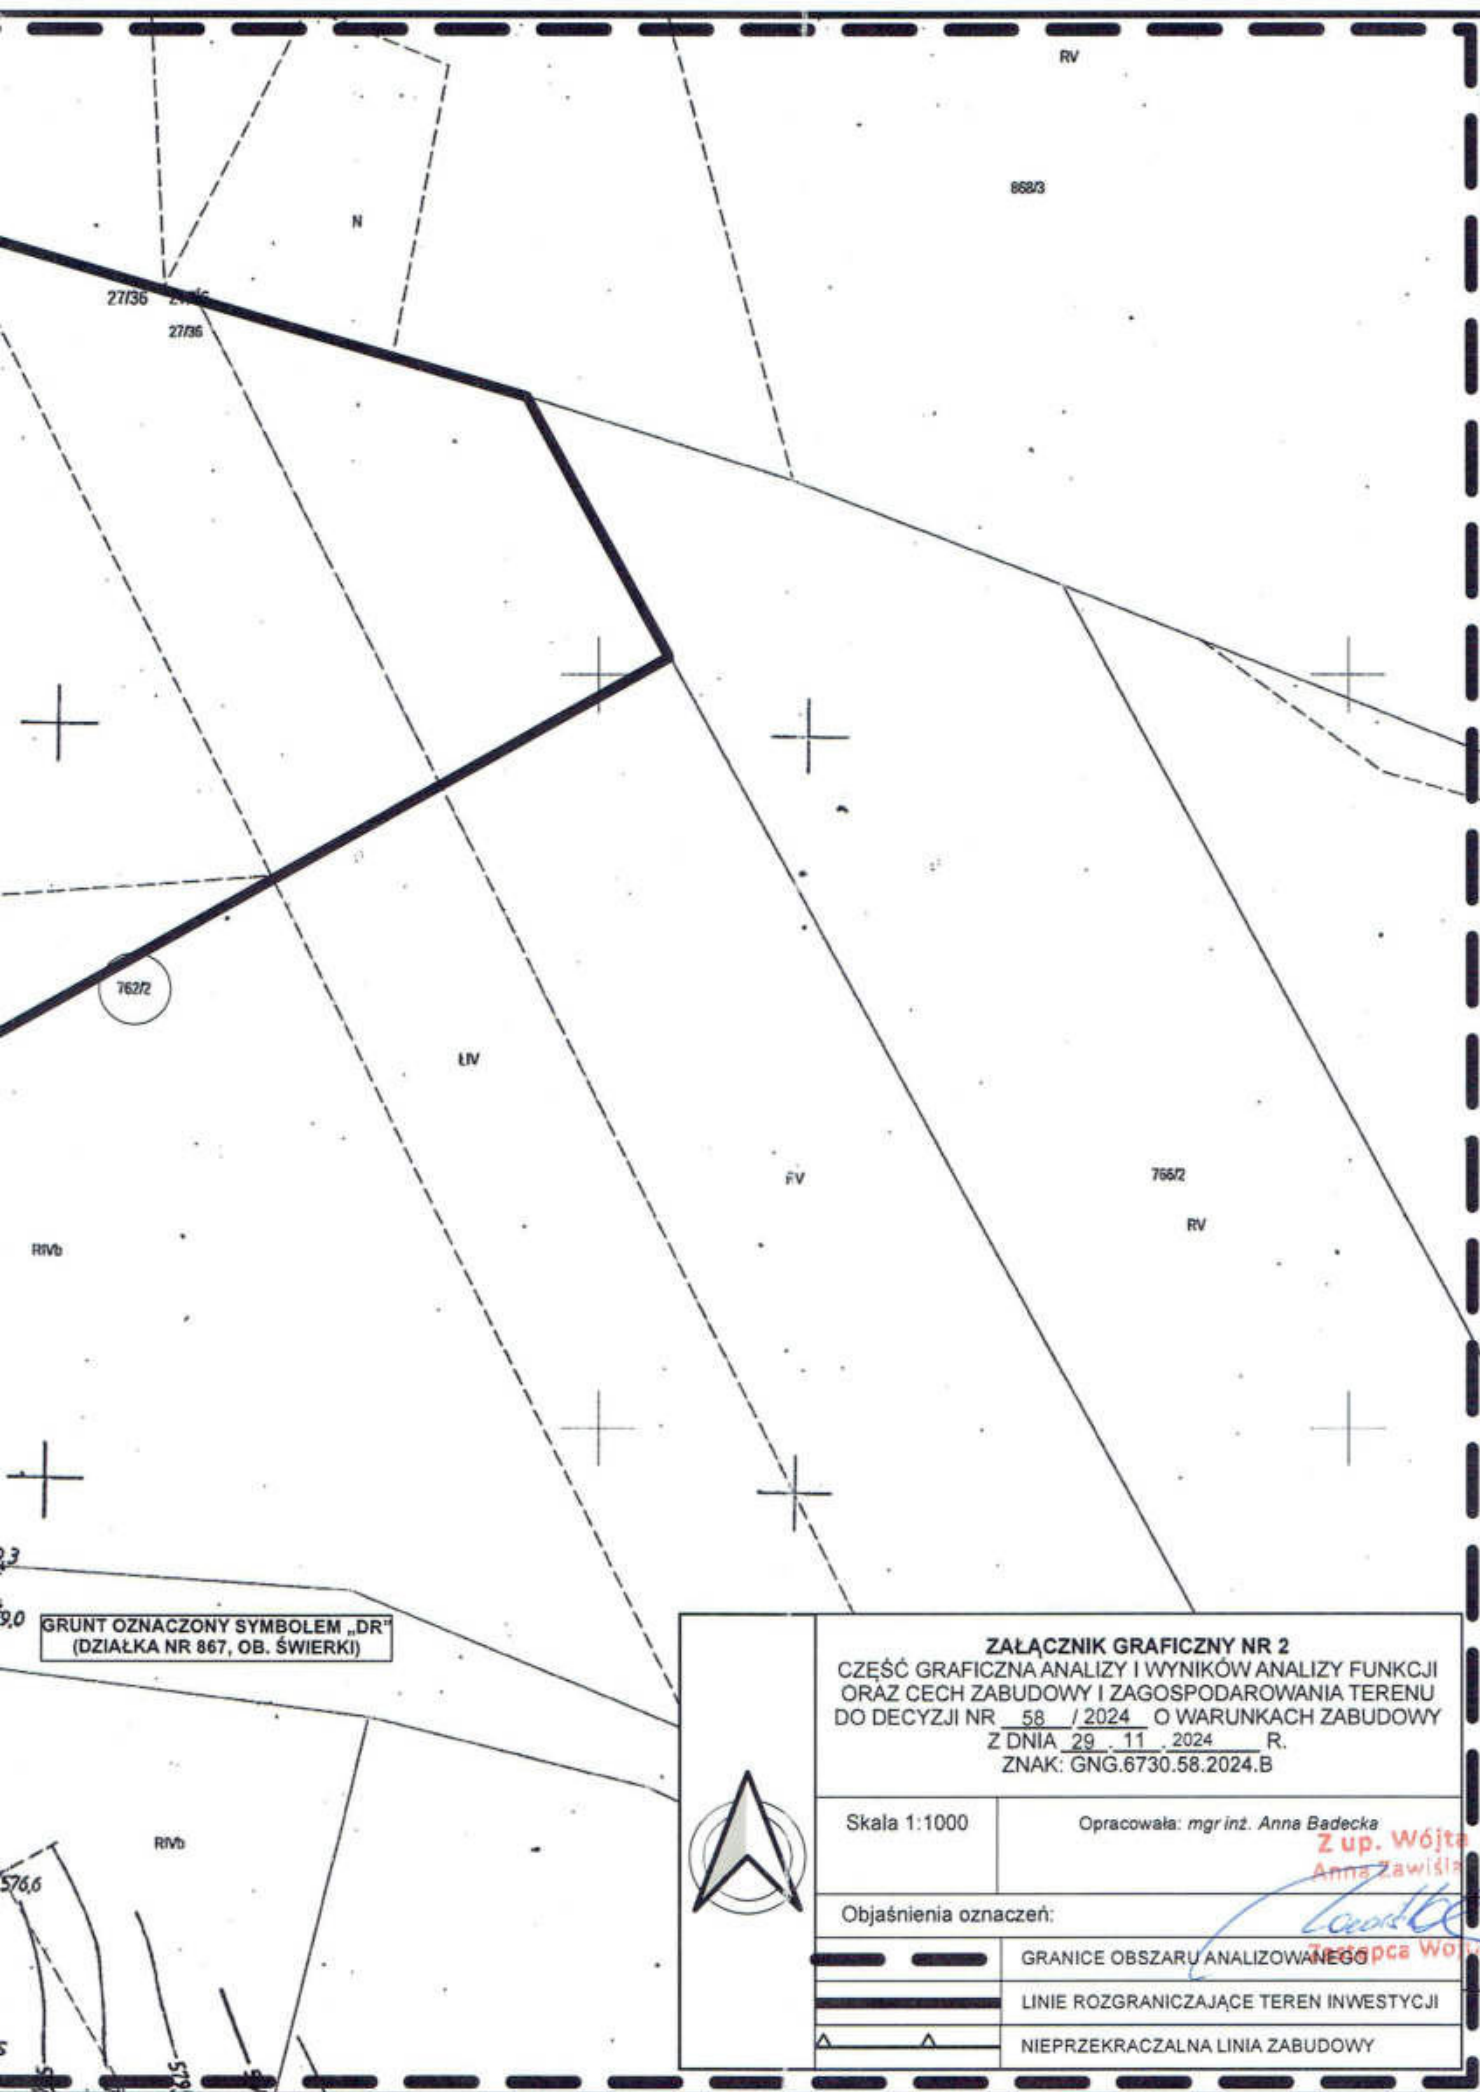 RV
868/3
N
27/36
27/36
762/2
ŁIV
RV
766/2
RV
RIVb
9,0
GRUNT OZNACZONY SYMBOLEM „DR"
(DZIAŁKA NR 867, OB. ŚWIERKI)
RIVb
576,6
ZAŁĄCZNIK GRAFICZNY NR 2
CZĘŚĆ GRAFICZNA ANALIZY I WYNIKÓW ANALIZY FUNKCJI
ORAZ CECH ZABUDOWY I ZAGOSPODAROWANIA TERENU
DO DECYZJI NR 58 / 2024 O WARUNKACH ZABUDOWY
Z DNIA 29 . 11 . 2024 R.
ZNAK: GNG.6730.58.2024.B
Skala 1:1000
Opracowała: mgr inż. Anna Badecka
Z up. Wójta
Anna
Zastępca
Objaśnienia oznaczeń:
GRANICE OBSZARU ANALIZOWANEGO
LINIE ROZGRANICZAJĄCE TEREN INWESTYCJI
NIEPRZEKRACZALNA LINIA ZABUDOWY